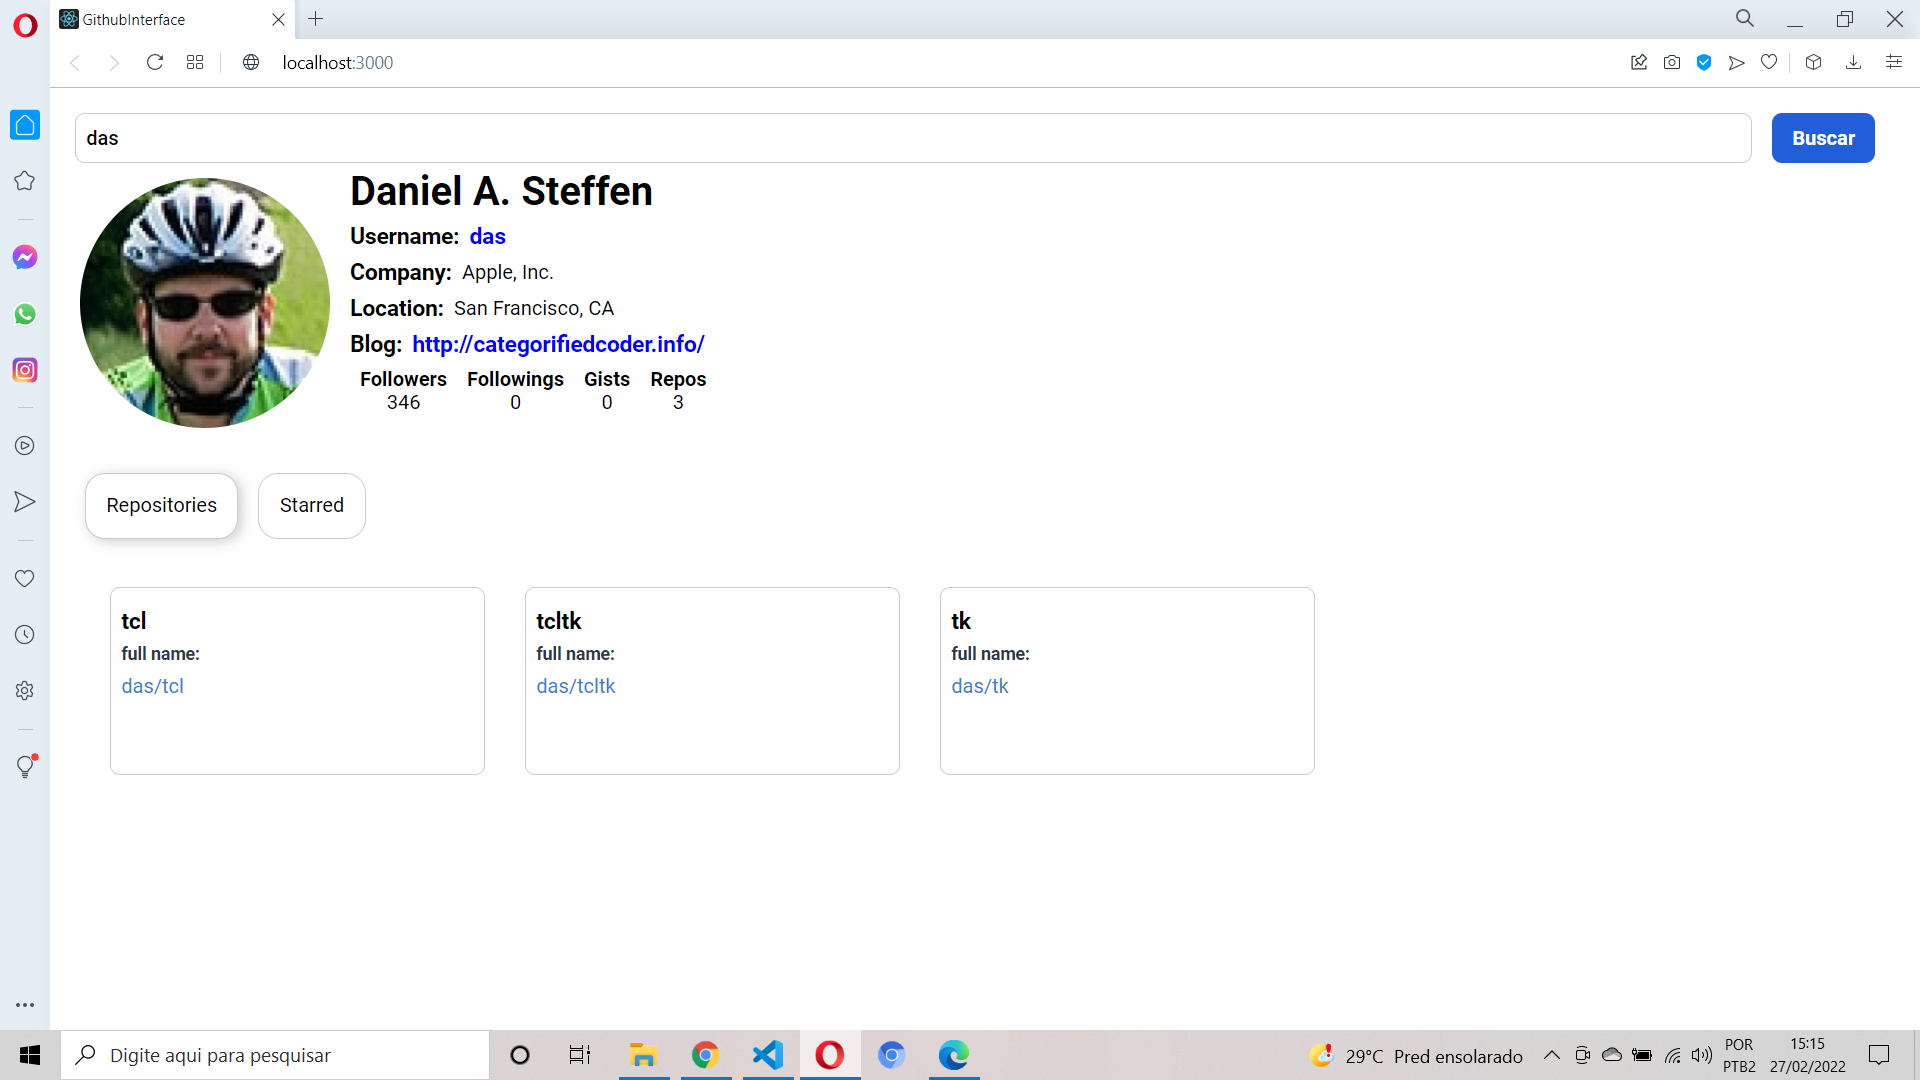 GithubInterface
localhost:3000
das
Buscar
Daniel A. Steffen
Username: das
Company: Apple, Inc.
Location: San Francisco, CA
Blog: http://categorifiedcoder.info/
Followers Followings Gists Repos
346 0 0 3
Repositories Starred
tcl
full name:
das/tcl
tcltk
full name:
das/tcltk
tk
full name:
das/tk
Digite aqui para pesquisar
29°C Pred ensolarado
POR
PTB2
15:15
27/02/2022